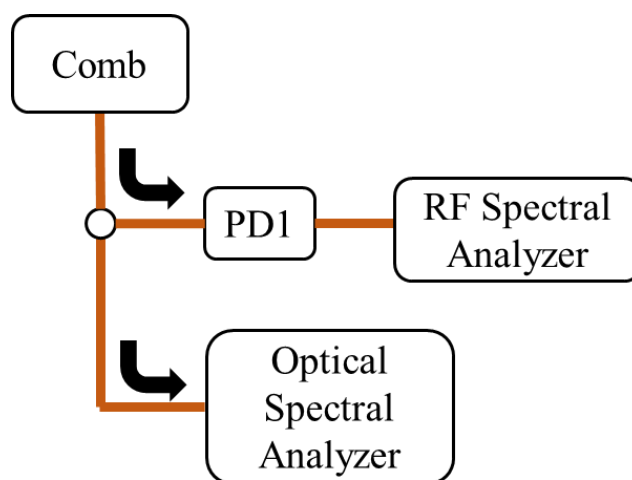 Comb
PD1
RF Spectral
Analyzer
Optical
Spectral
Analyzer